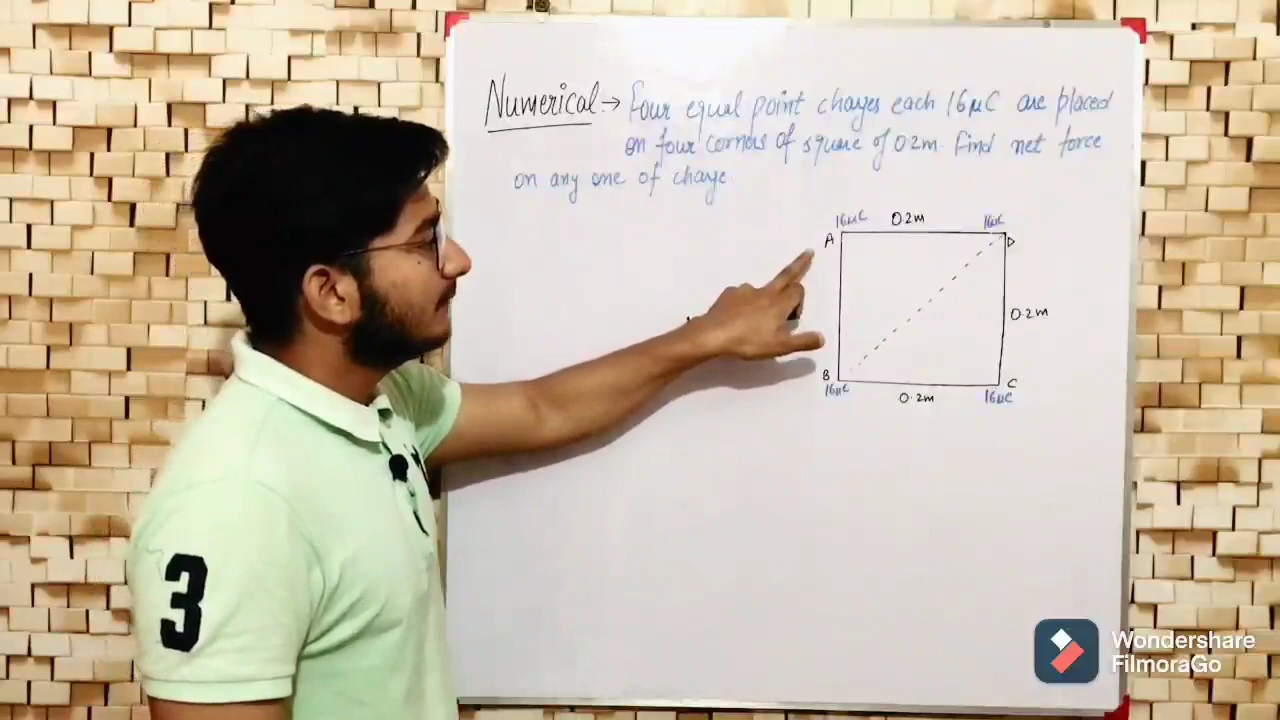 Numerical → Four equal point charges each 16μC are placed
on four corners of square of 0.2m. Find net force
on any one of charge
16μC 0.2m 16μC
A D
0.2m
B C
16μC 0.2m 16μC
3
Wondershare
FilmoraGo